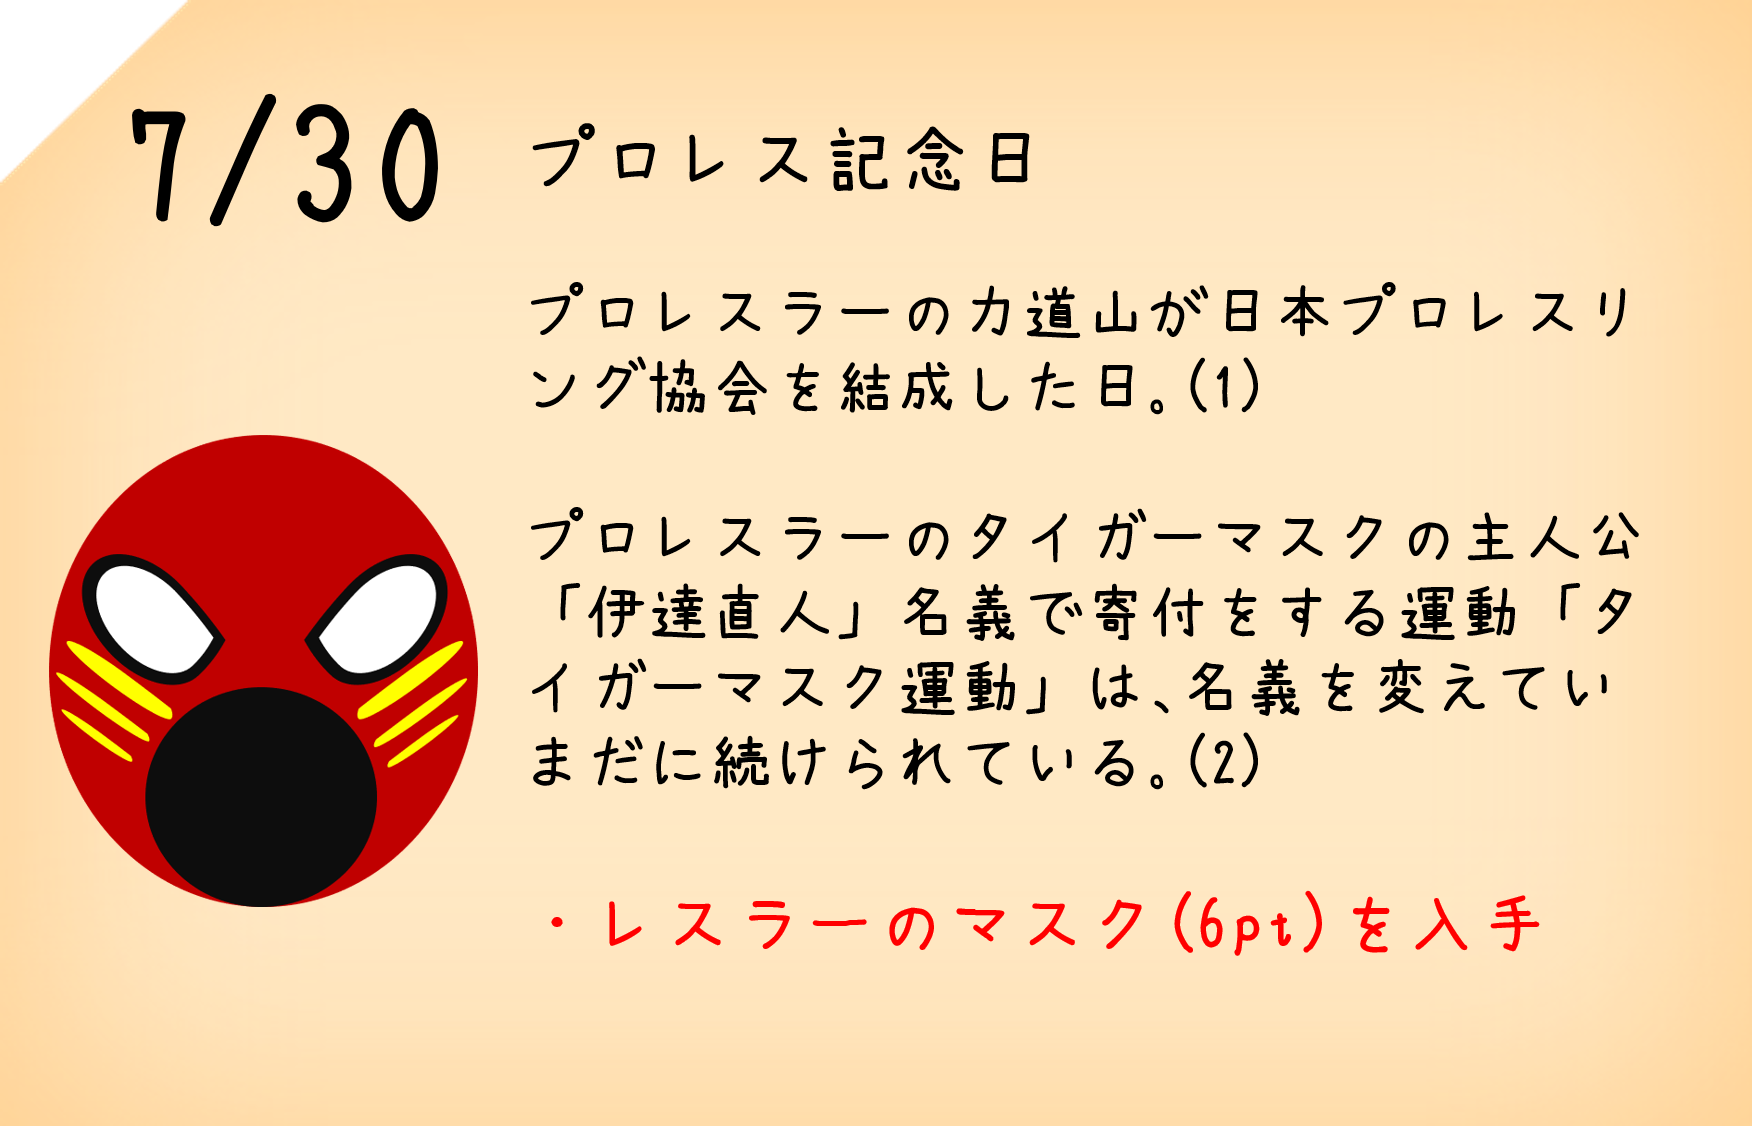 7/30 プロレス記念日
プロレスラーの力道山が日本プロレスリ
ング協会を結成した日。(1)
プロレスラーのタイガーマスクの主人公
「伊達直人」名義で寄付をする運動「タ
イガーマスク運動」は、名義を変えてい
まだに続けられている。(2)
・レスラーのマスク(6pt)を入手